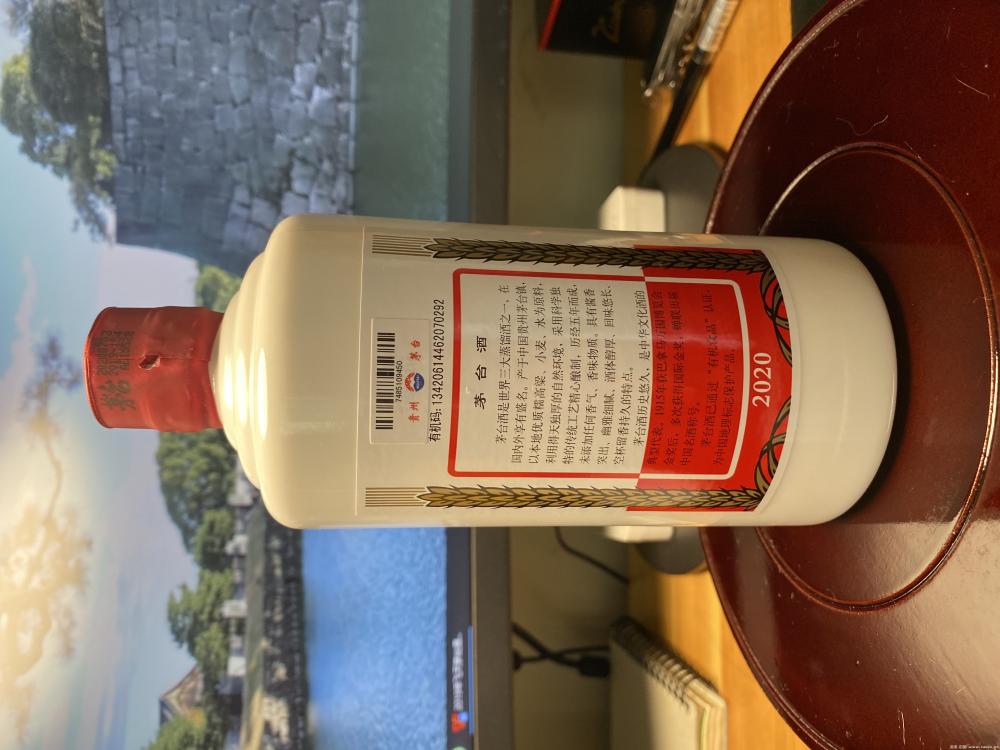 茅台
7485109450
贵州 茅台
有机码:13420614462070292
茅台酒
茅台酒是世界三大蒸馏酒之一,在
国内外享有盛名。产于中国贵州茅台镇,
以本地优质糯高粱、小麦、水为原料,
利用得天独厚的自然环境,采用科学独
特的传统工艺精心酿制,历经五年而成,
未添加任何香气、香味物质。具有酱香
突出、幽雅细腻、酒体醇厚、回味悠长、
空杯留香持久的特点。
茅台酒历史悠久,是中华文化酒的
典型代表。1915年获巴拿马万国博览会
金奖后,多次获得国际金奖,蝉联历届
中国名酒称号。
茅台酒已通过“有机食品”认证,
为中国地理标志保护产品。
2020